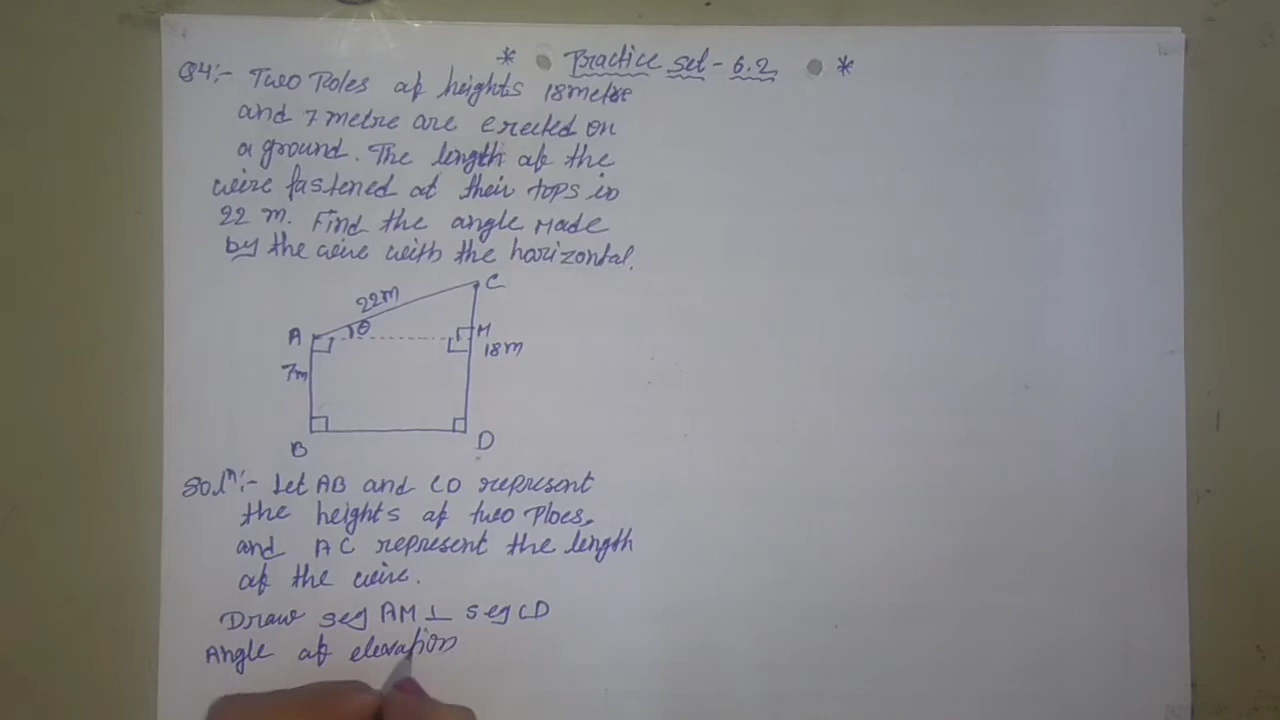 * Practice set - 6.2 *
Q4:- Two Poles of heights 18 metre
and 7 metre are erected on
a ground. The length of the
wire fastened at their tops is
22 m. Find the angle made
by the wire with the horizontal.
C
22m
A θ M
18m
7m
B D
Solⁿ:- Let AB and CD represent
the heights of two Ploes.
and AC represent the length
of the wire.
Draw seg AM ⊥ seg CD
Angle of elevation